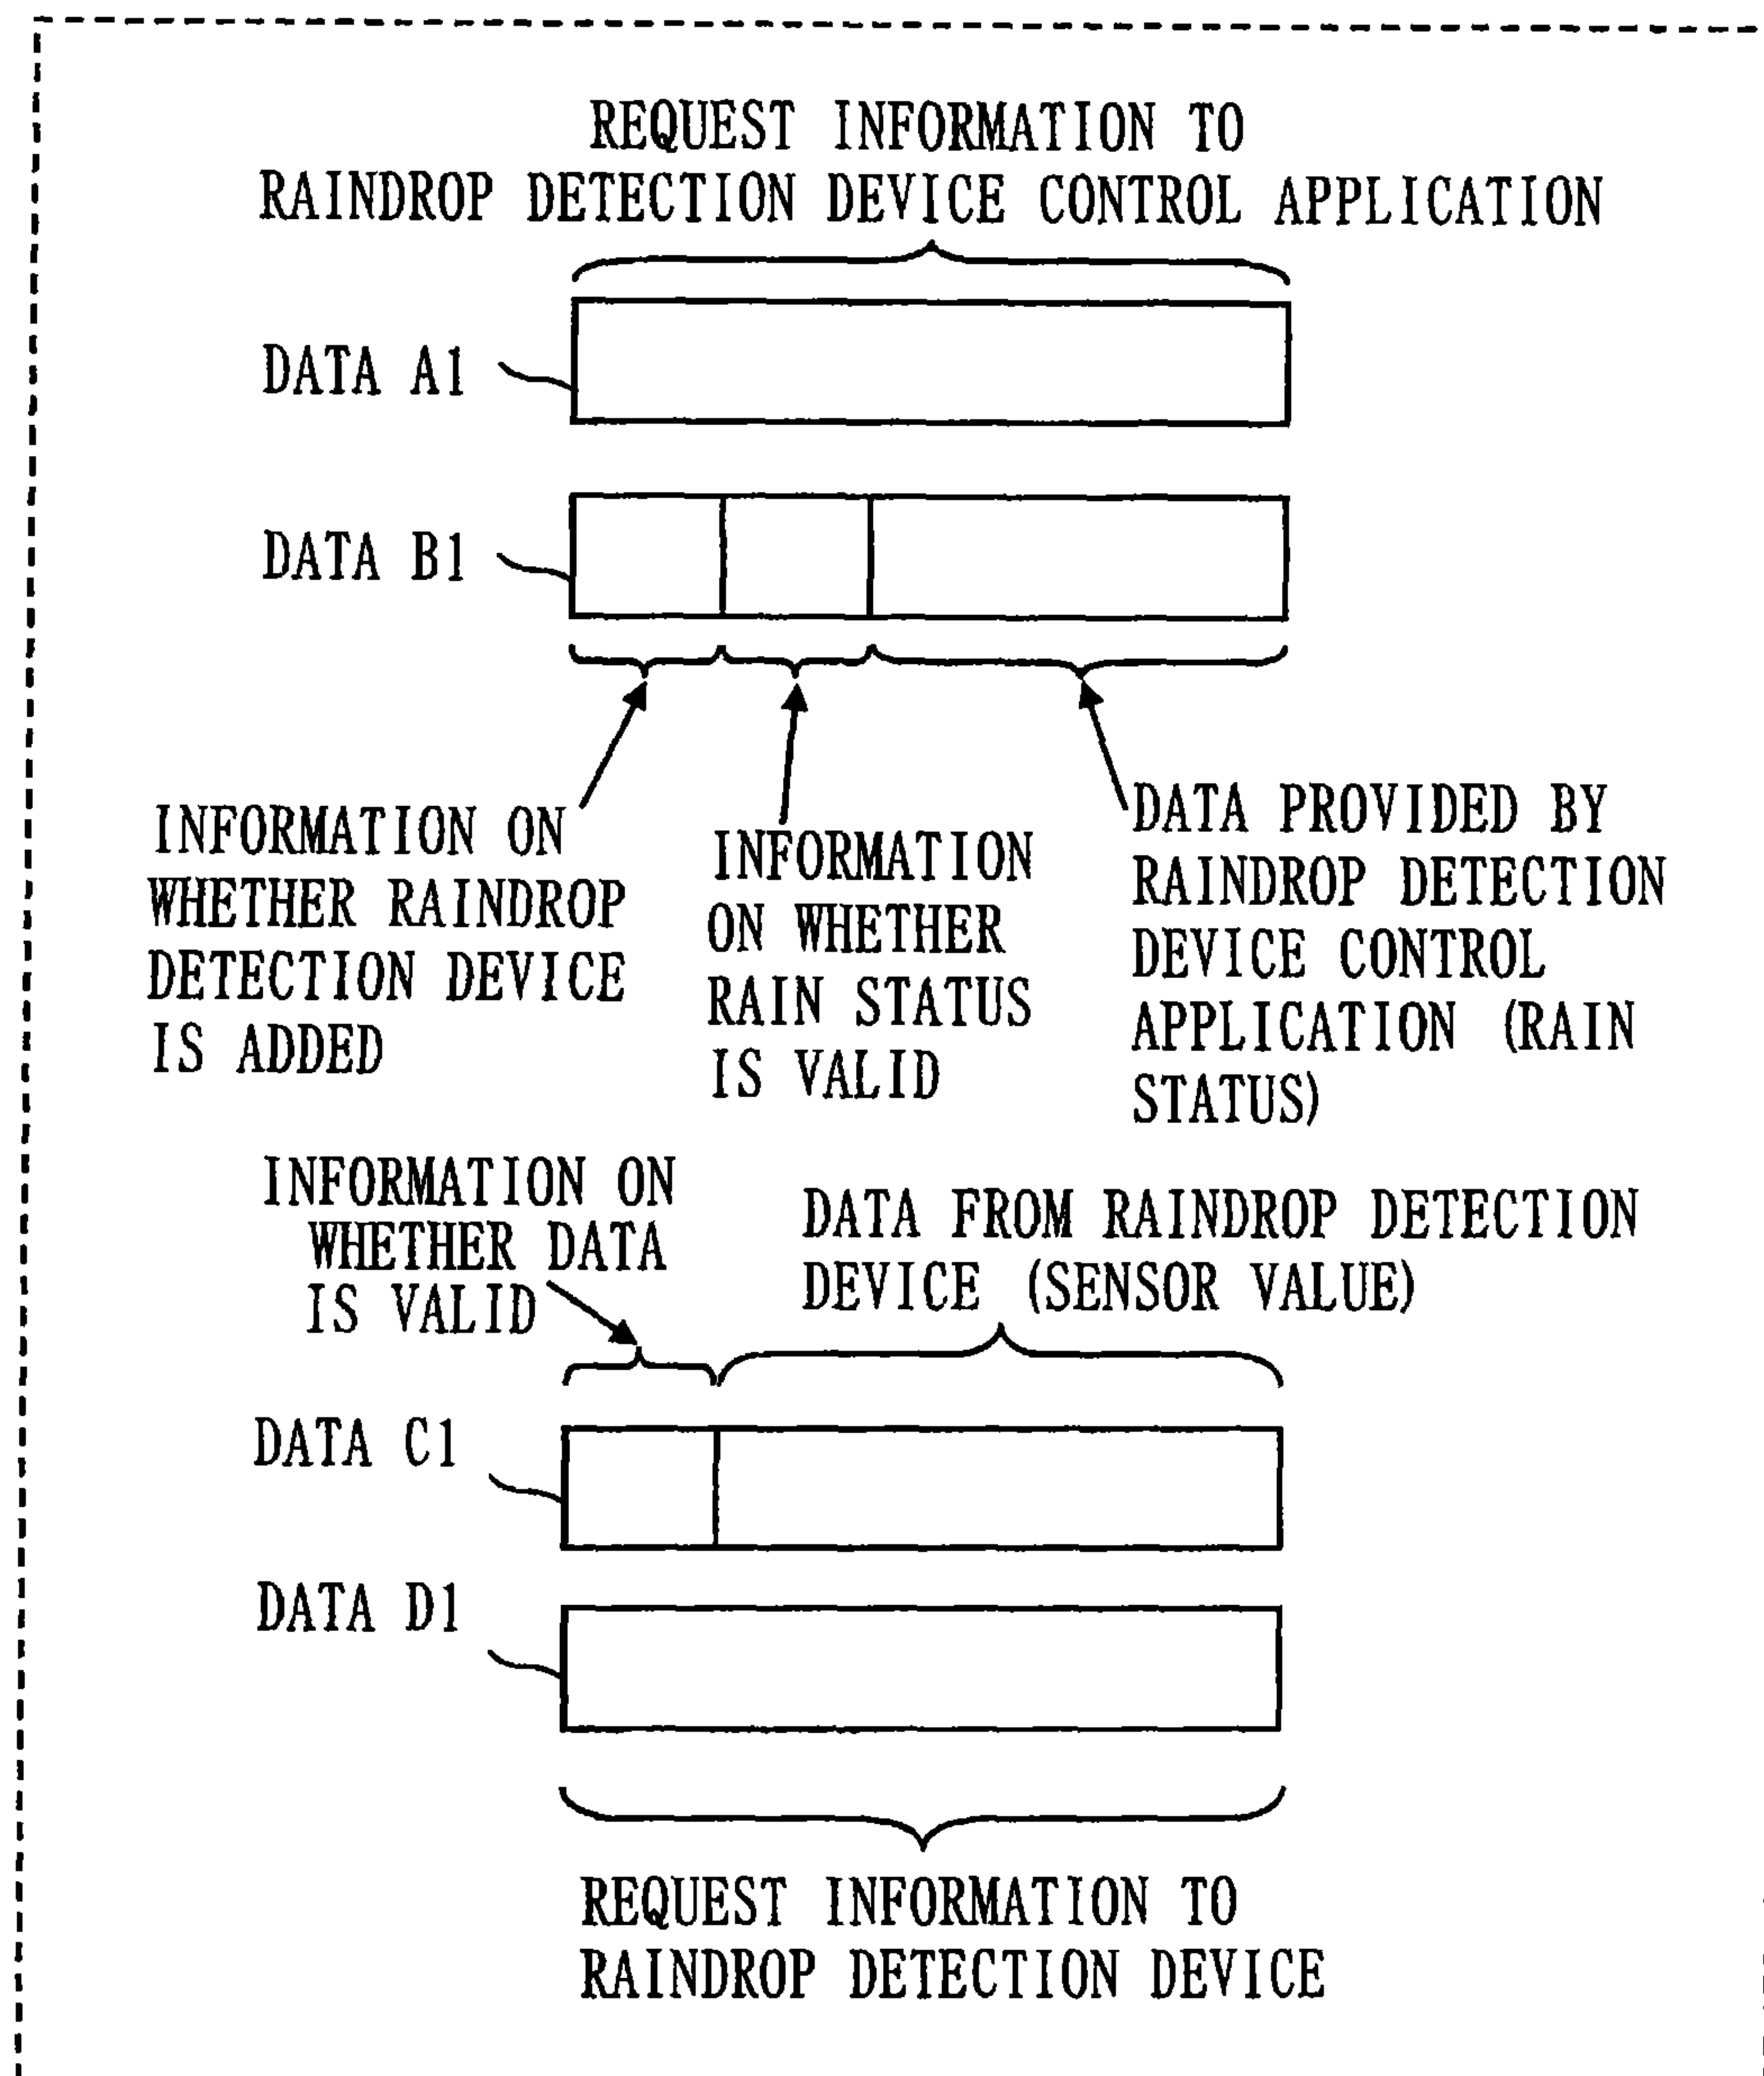 REQUEST INFORMATION TO
RAINDROP DETECTION DEVICE CONTROL APPLICATION
DATA A1
DATA B1
INFORMATION ON
WHETHER RAINDROP
DETECTION DEVICE
IS ADDED
INFORMATION
ON WHETHER
RAIN STATUS
IS VALID
DATA PROVIDED BY
RAINDROP DETECTION
DEVICE CONTROL
APPLICATION (RAIN
STATUS)
INFORMATION ON
WHETHER DATA
IS VALID
DATA FROM RAINDROP DETECTION
DEVICE (SENSOR VALUE)
DATA C1
DATA D1
REQUEST INFORMATION TO
RAINDROP DETECTION DEVICE